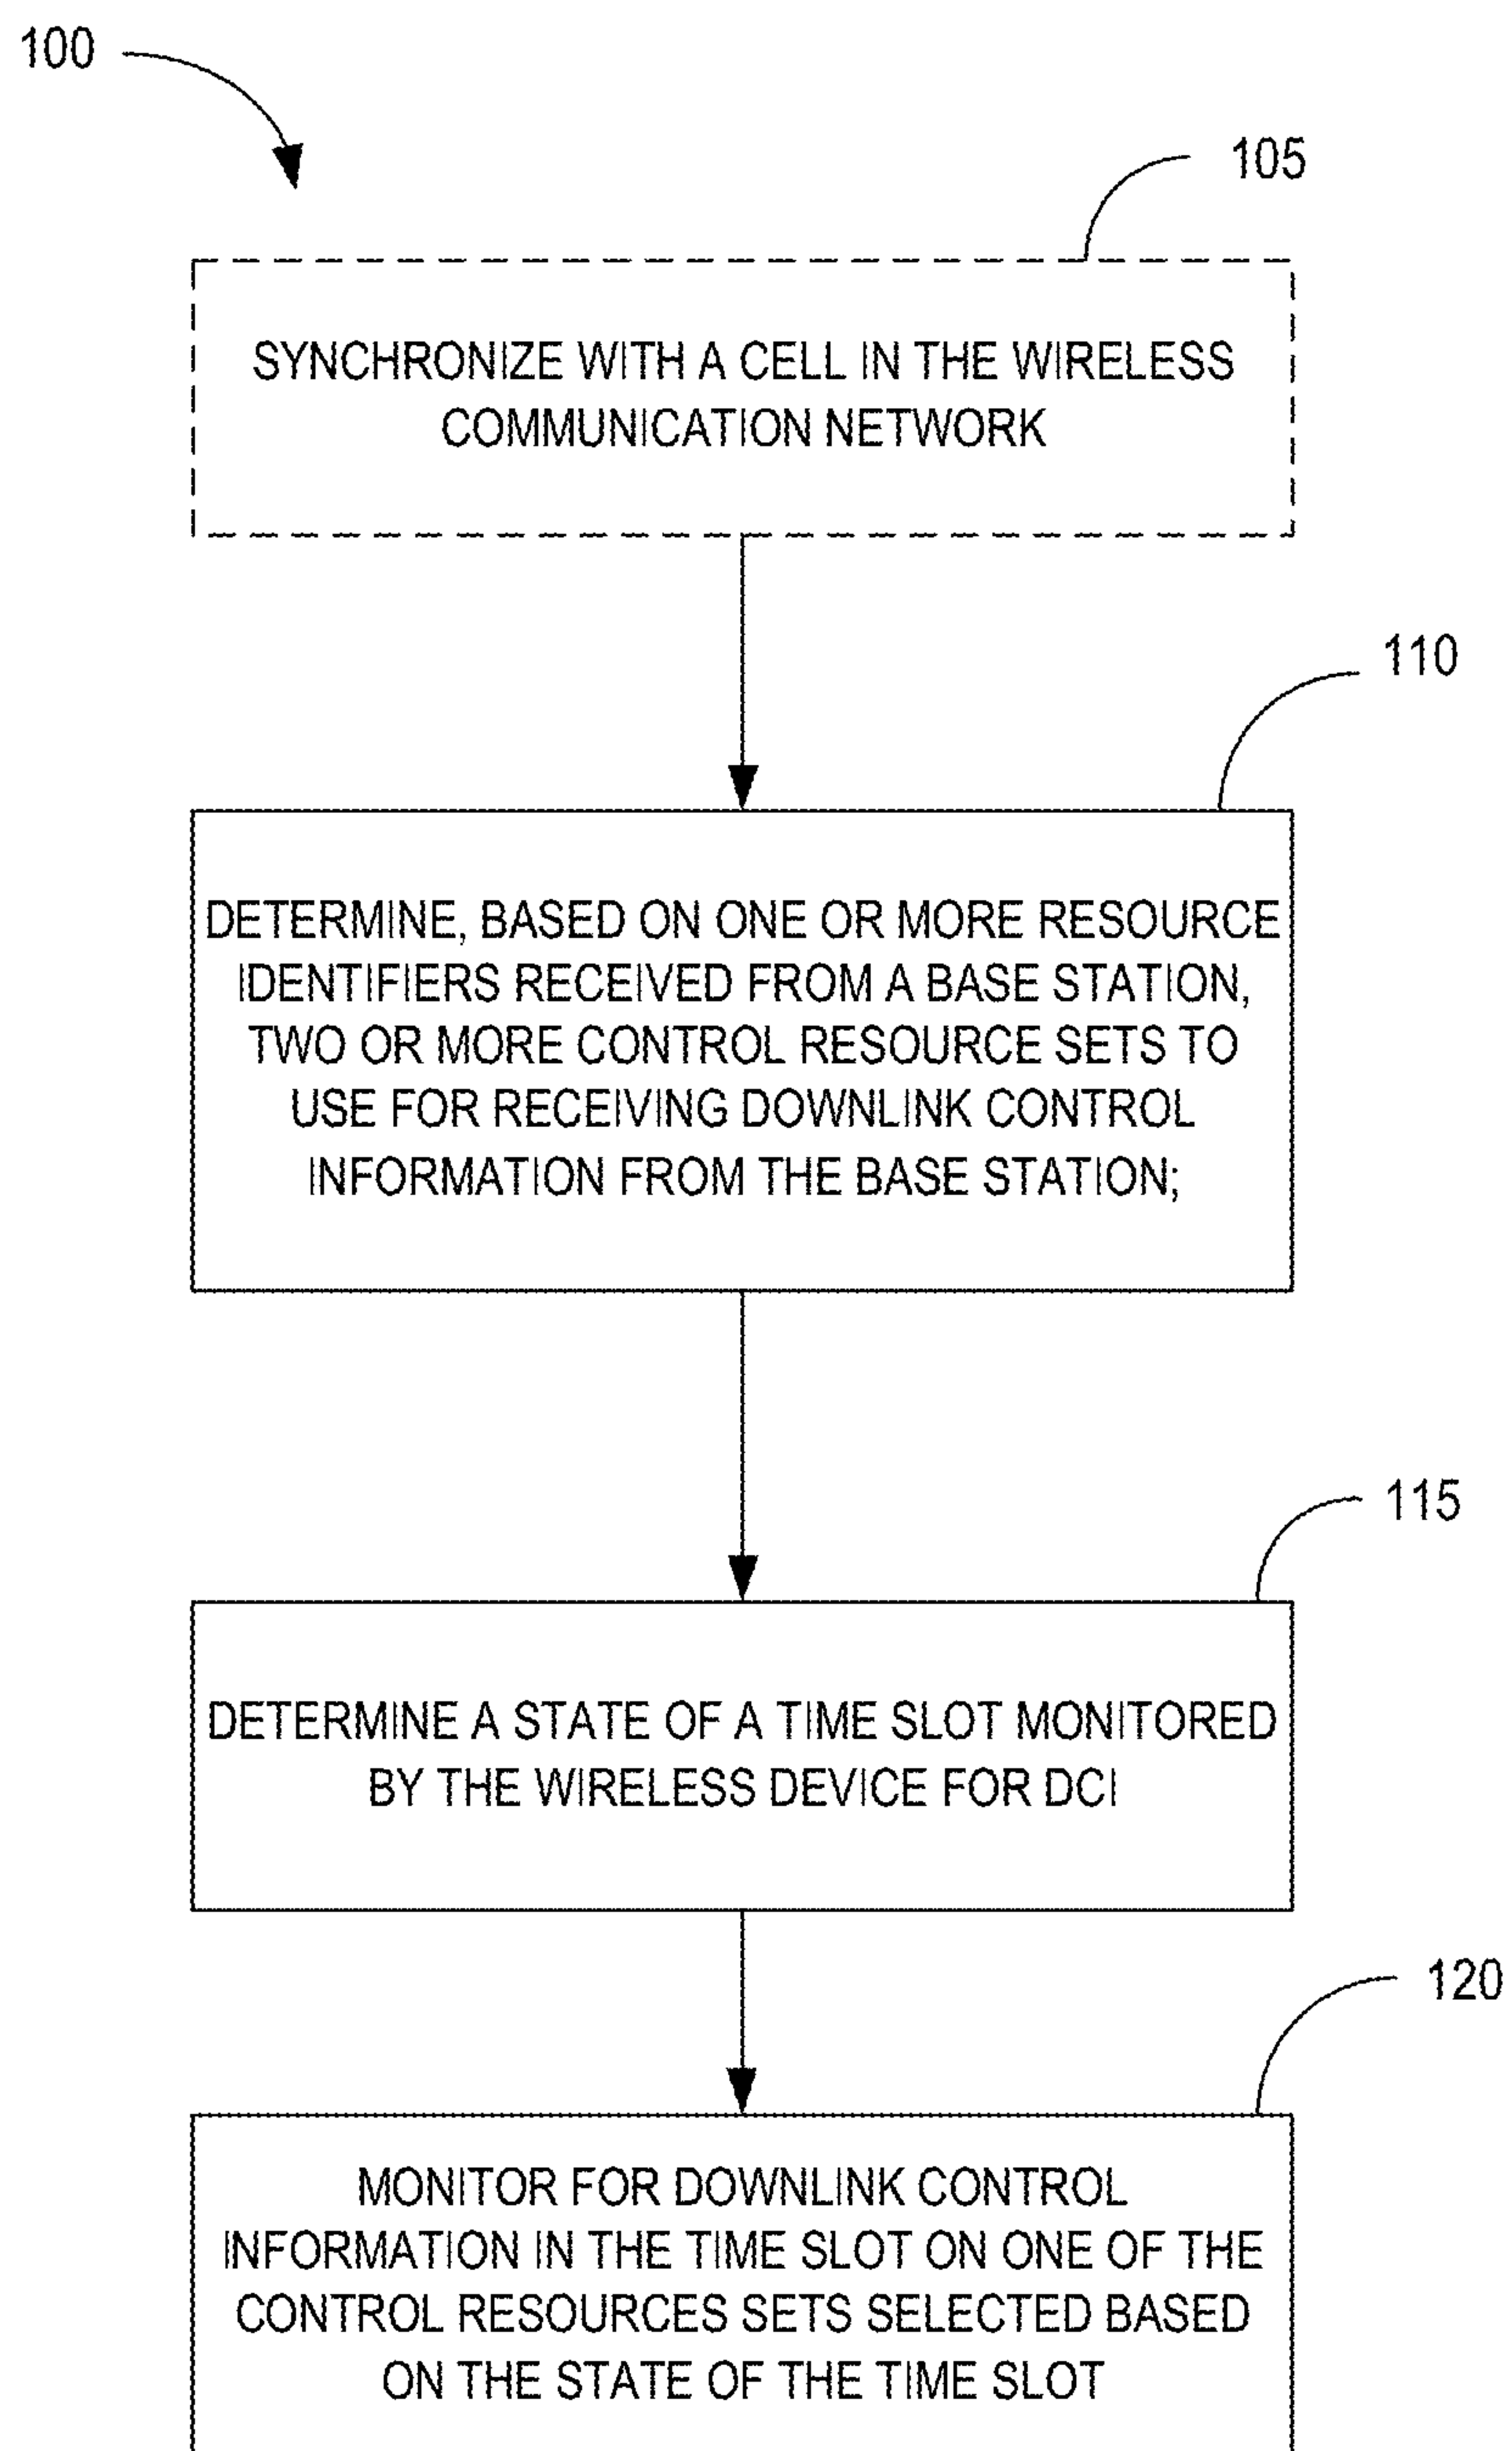 100
105
SYNCHRONIZE WITH A CELL IN THE WIRELESS
COMMUNICATION NETWORK
110
DETERMINE, BASED ON ONE OR MORE RESOURCE
IDENTIFIERS RECEIVED FROM A BASE STATION,
TWO OR MORE CONTROL RESOURCE SETS TO
USE FOR RECEIVING DOWNLINK CONTROL
INFORMATION FROM THE BASE STATION;
115
DETERMINE A STATE OF A TIME SLOT MONITORED
BY THE WIRELESS DEVICE FOR DCI
120
MONITOR FOR DOWNLINK CONTROL
INFORMATION IN THE TIME SLOT ON ONE OF THE
CONTROL RESOURCES SETS SELECTED BASED
ON THE STATE OF THE TIME SLOT